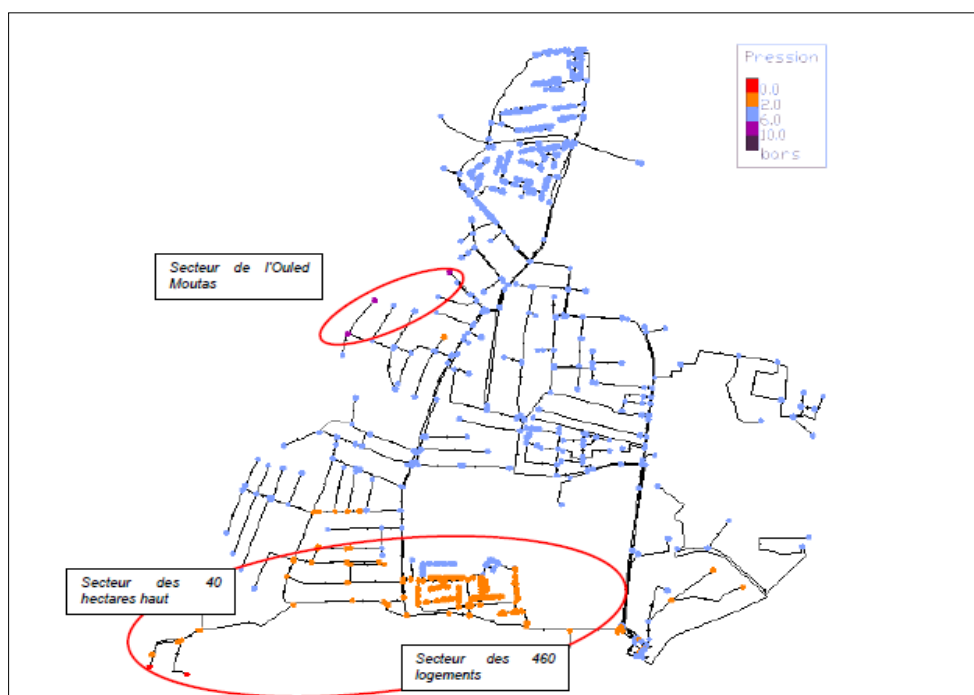 Pression
0.0
2.0
6.0
10.0
bars
Secteur de l'Ouled
Moutas
Secteur des 40
hectares haut
Secteur des 460
logements